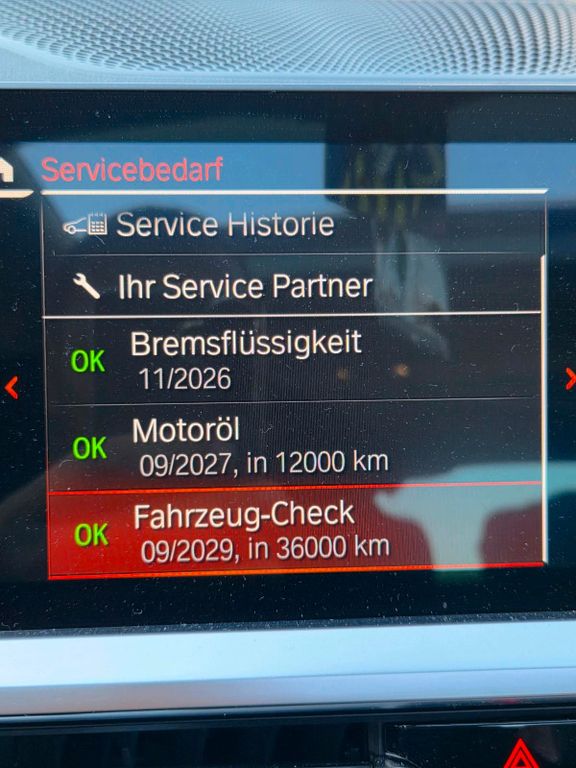 Servicebedarf
Service Historie
Ihr Service Partner
OK Bremsflüssigkeit
11/2026
OK Motoröl
09/2027, in 12000 km
OK Fahrzeug-Check
09/2029, in 36000 km